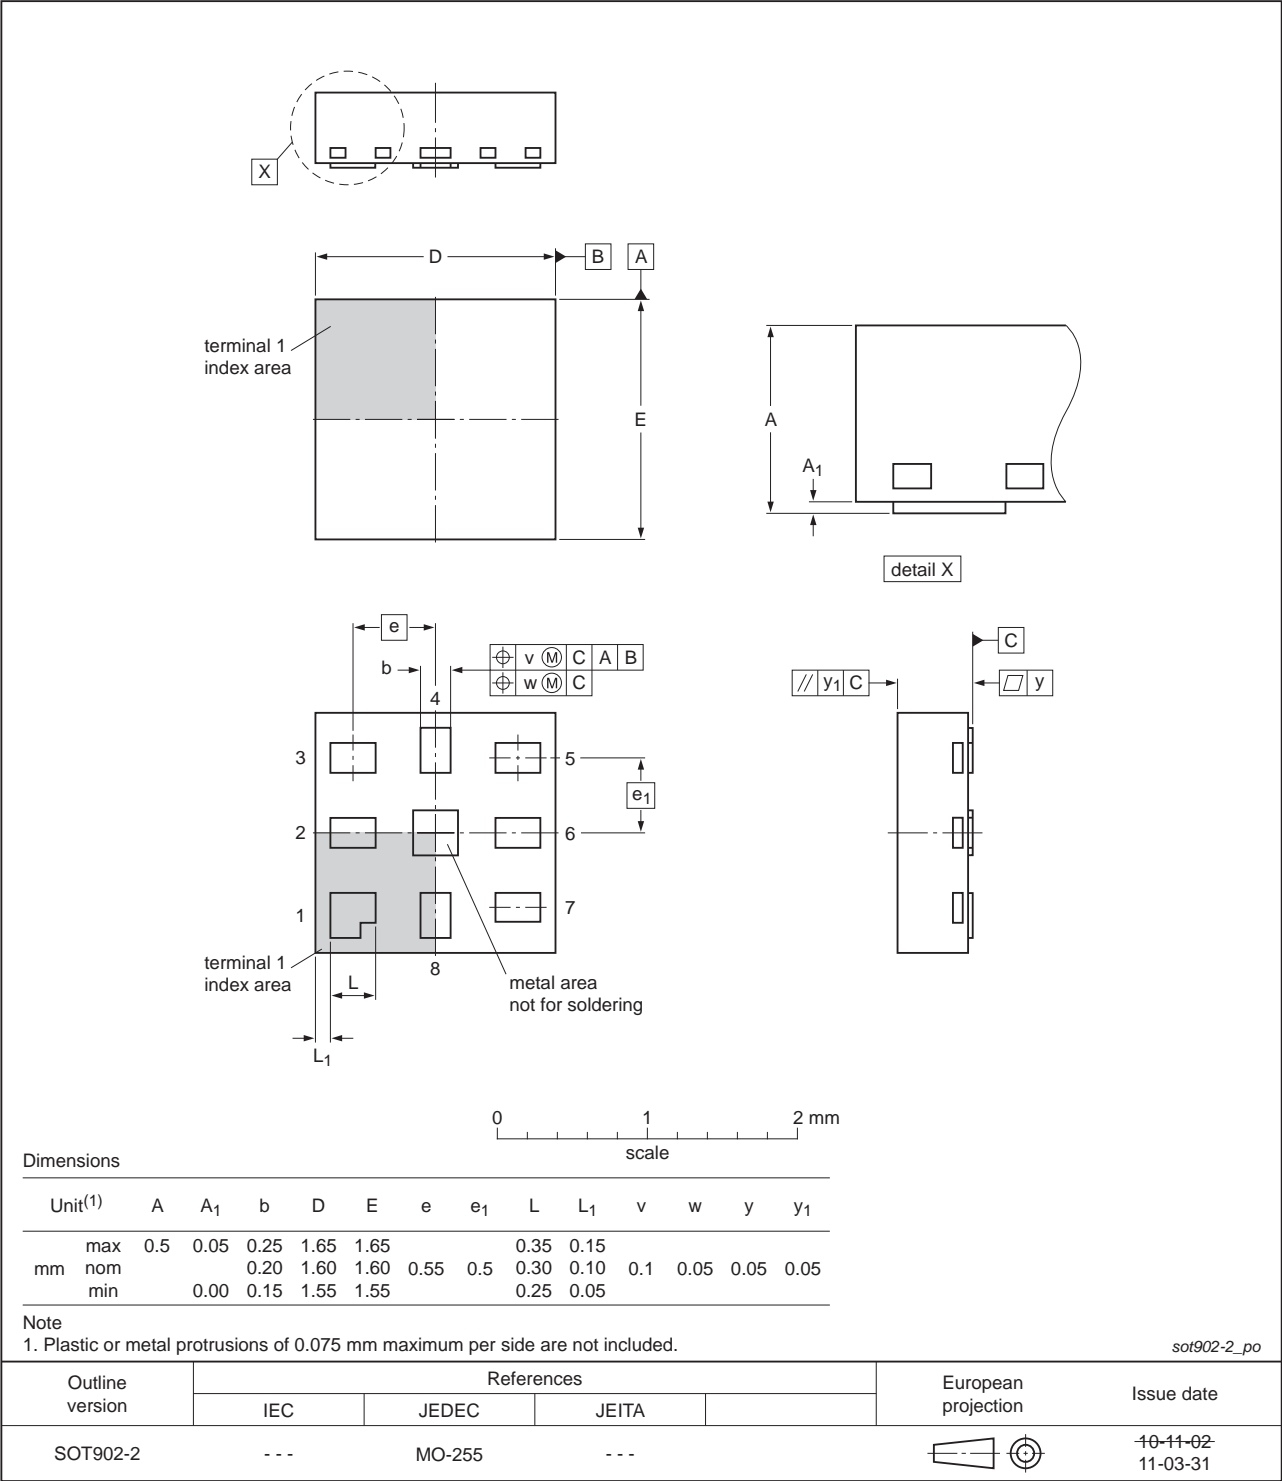 X
D
B
A
terminal 1
index area
E
A
A1
detail X
e
b
v M C A B
w M C
C
y1 C
y
4
3
5
e1
2
6
1
7
terminal 1
index area
8
L
metal area
not for soldering
L1
0 1 2 mm
scale
Dimensions
Unit(1) A A1 b D E e e1 L L1 v w y y1
max 0.5 0.05 0.25 1.65 1.65 0.35 0.15
mm nom 0.20 1.60 1.60 0.55 0.5 0.30 0.10 0.1 0.05 0.05 0.05
min 0.00 0.15 1.55 1.55 0.25 0.05
Note
1. Plastic or metal protrusions of 0.075 mm maximum per side are not included.
sot902-2_po
Outline
version
References
European
projection
Issue date
IEC JEDEC JEITA
SOT902-2 - - - MO-255 - - -
10-11-02
11-03-31